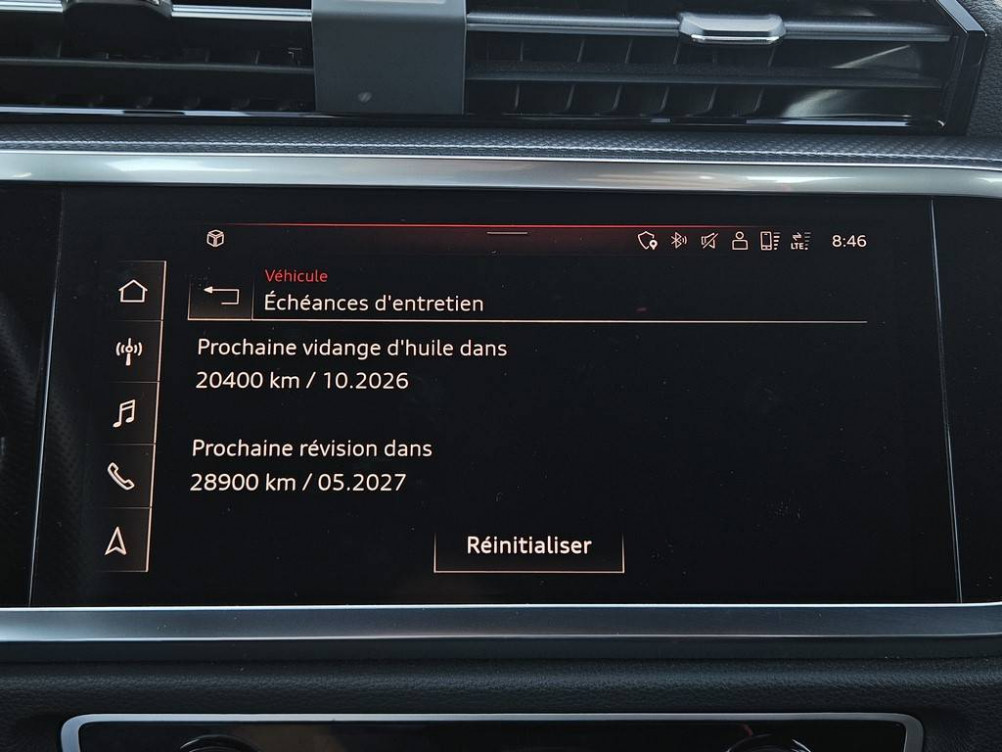 LTE
8:46
Véhicule
Échéances d'entretien
Prochaine vidange d'huile dans
20400 km / 10.2026
Prochaine révision dans
28900 km / 05.2027
Réinitialiser